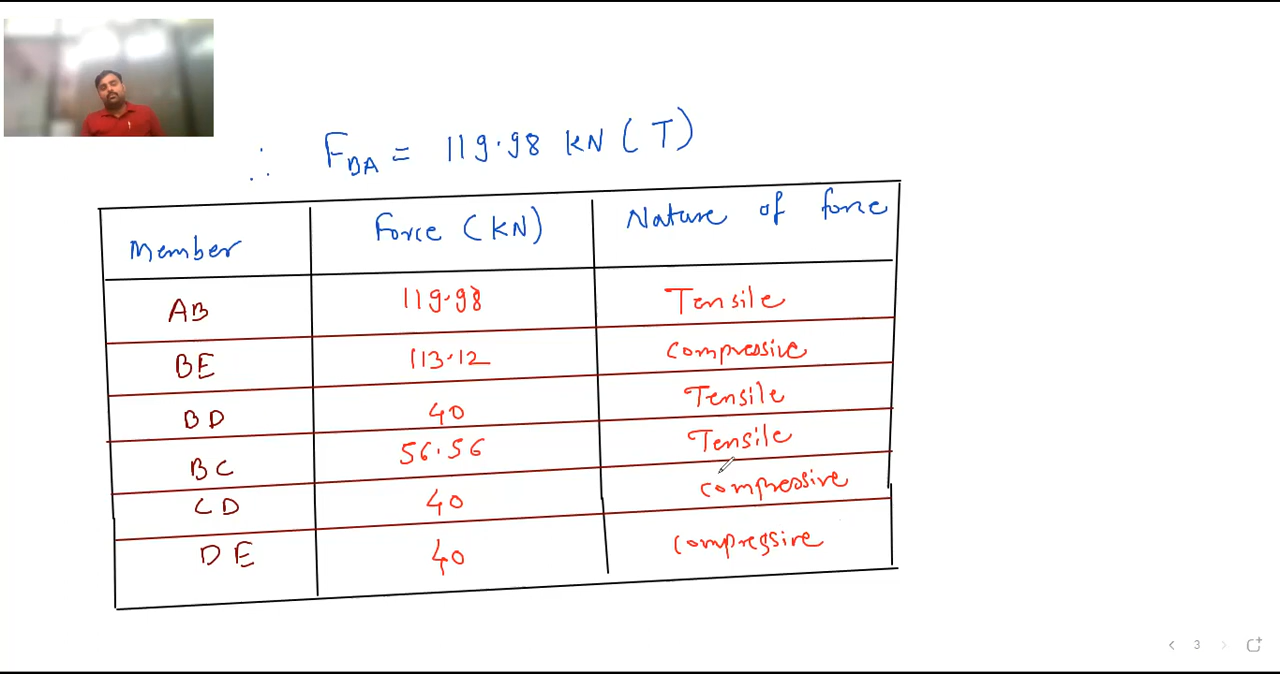 ∴ F_BA = 119.98 kN (T)
Member Force (KN) Nature of force
AB 119.98 Tensile
BE 113.12 compressive
BD 40 Tensile
BC 56.56 Tensile
CD 40 compressive
DE 40 compressive
3